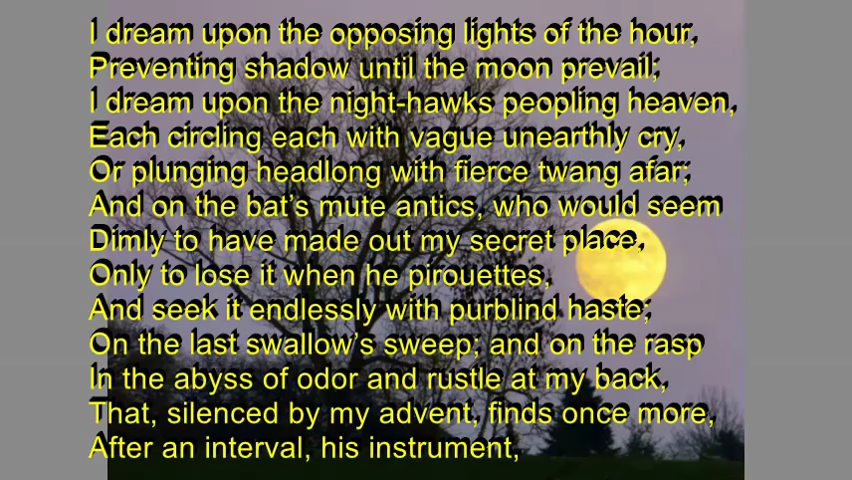 I dream upon the opposing lights of the hour,
Preventing shadow until the moon prevail;
I dream upon the night-hawks peopling heaven,
Each circling each with vague unearthly cry,
Or plunging headlong with fierce twang afar;
And on the bat’s mute antics, who would seem
Dimly to have made out my secret place,
Only to lose it when he pirouettes,
And seek it endlessly with purblind haste;
On the last swallow’s sweep; and on the rasp
In the abyss of odor and rustle at my back,
That, silenced by my advent, finds once more,
After an interval, his instrument,